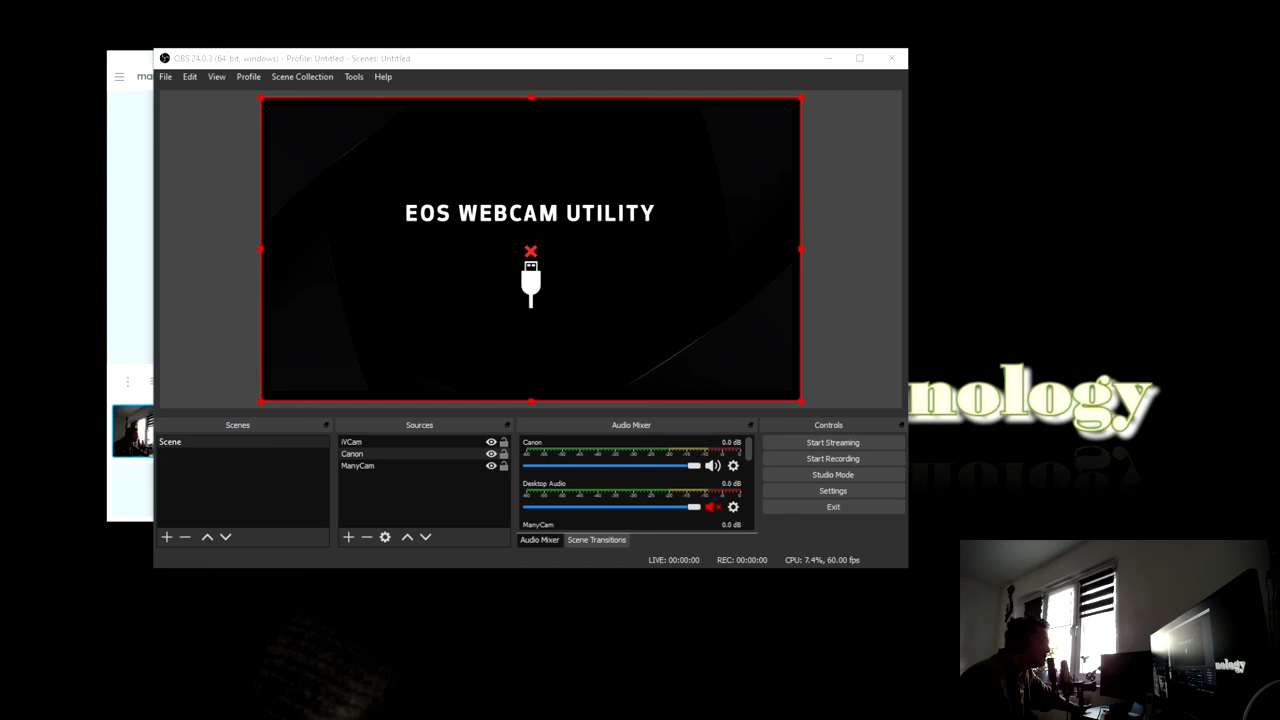 OBS 24.0.3 (64-bit, windows) - Profile: Untitled - Scenes: Untitled
File Edit View Profile Scene Collection Tools Help
EOS WEBCAM UTILITY
nology
Scenes
Scene
Sources
iVCam
Canon
ManyCam
Audio Mixer
Canon 0.0 dB
Desktop Audio 0.0 dB
ManyCam 0.0 dB
Audio Mixer Scene Transitions
Controls
Start Streaming
Start Recording
Studio Mode
Settings
Exit
LIVE: 00:00:00 REC: 00:00:00 CPU: 7.4%, 60.00 fps
nology